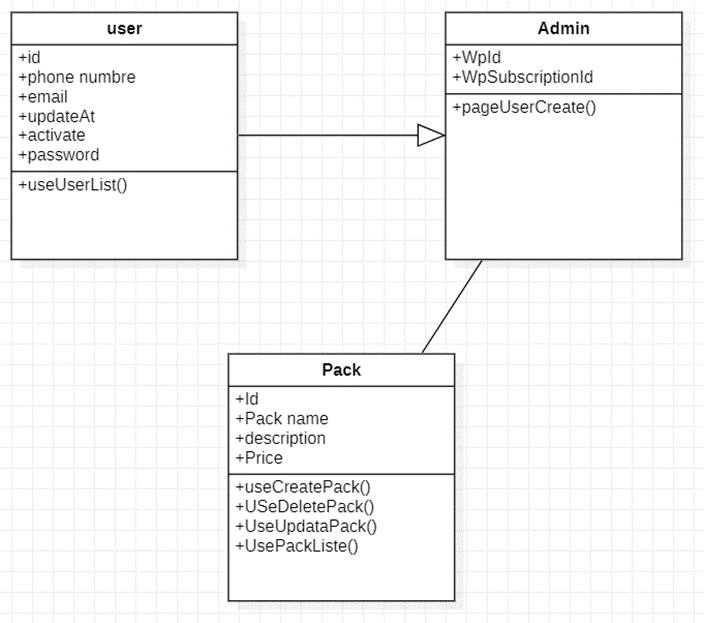 user
+id
+phone numbre
+email
+updateAt
+activate
+password
+useUserList()
Admin
+WpId
+WpSubscriptionId
+pageUserCreate()
Pack
+Id
+Pack name
+description
+Price
+useCreatePack()
+USeDeletePack()
+UseUpdataPack()
+UsePackListe()